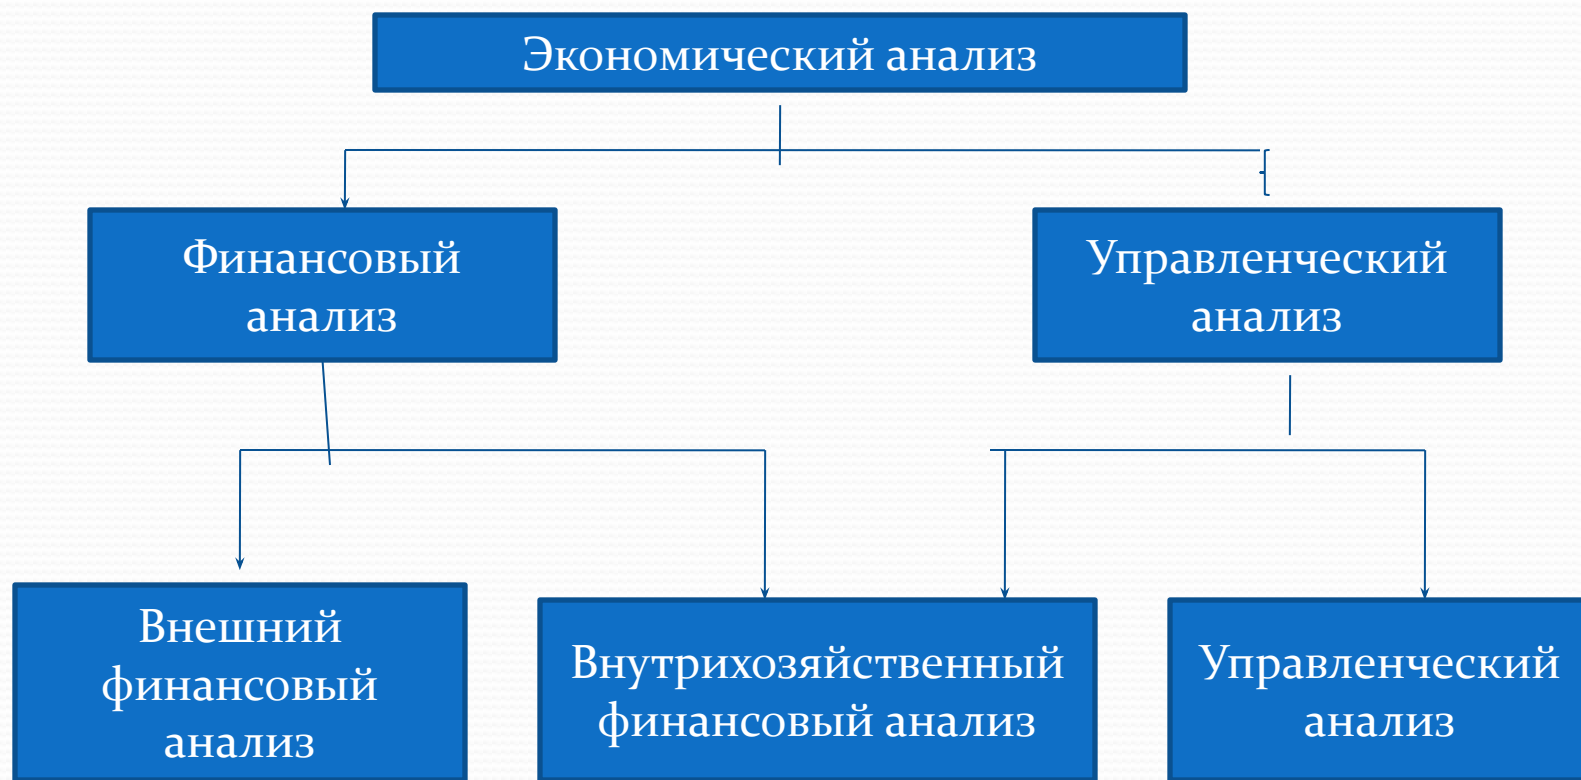 Экономический анализ
Финансовый
анализ
Управленческий
анализ
Внешний
финансовый
анализ
Внутрихозяйственный
финансовый анализ
Управленческий
анализ